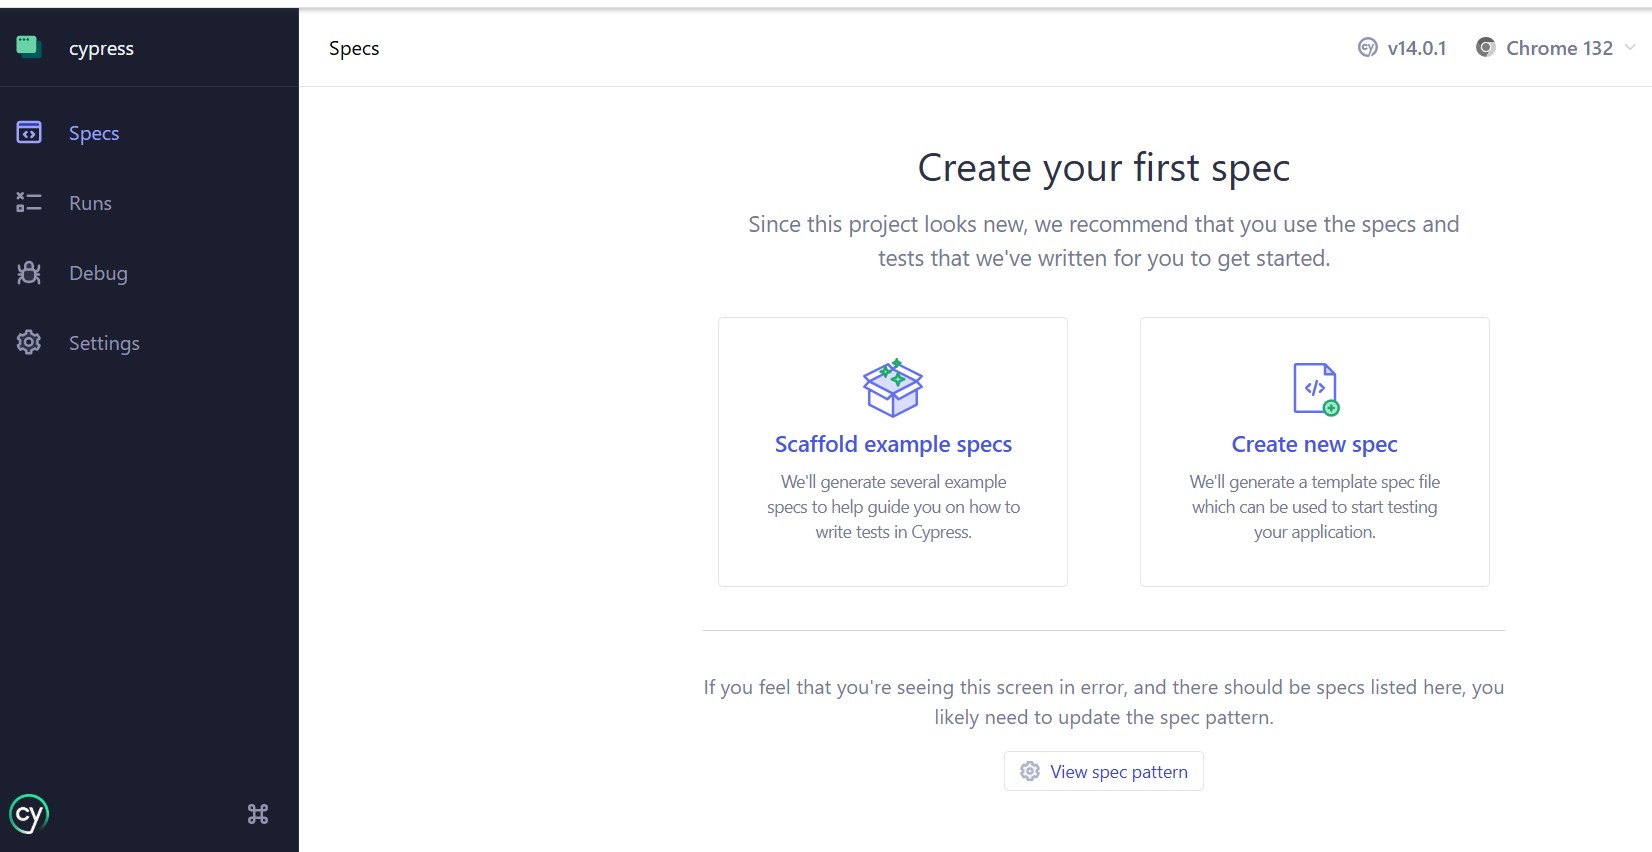 cypress
Specs
Runs
Debug
Settings
cy
Specs
cy v14.0.1
Chrome 132
Create your first spec
Since this project looks new, we recommend that you use the specs and
tests that we've written for you to get started.
Scaffold example specs
We'll generate several example
specs to help guide you on how to
write tests in Cypress.
</>
Create new spec
We'll generate a template spec file
which can be used to start testing
your application.
If you feel that you're seeing this screen in error, and there should be specs listed here, you
likely need to update the spec pattern.
View spec pattern